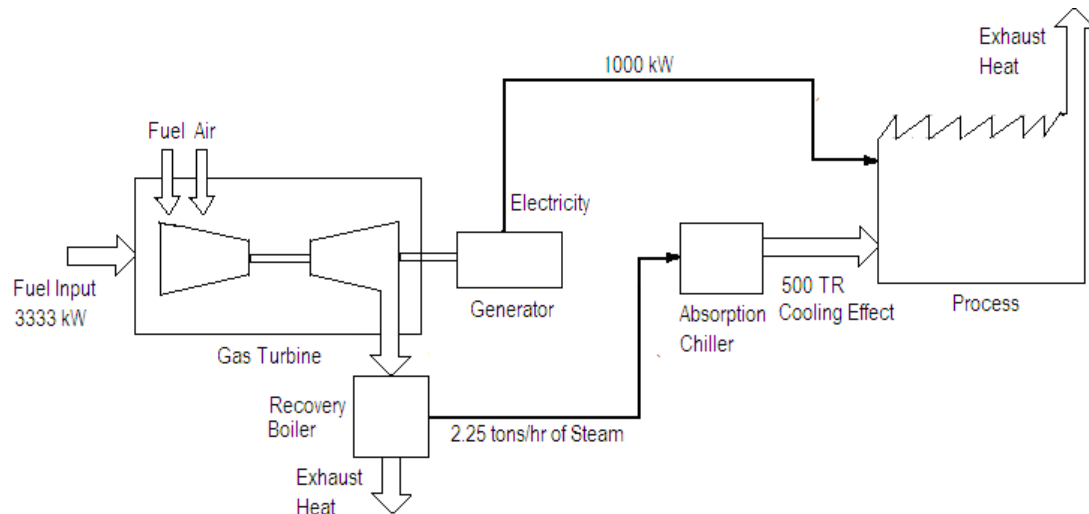 Exhaust
Heat
1000 kW
Fuel Air
Electricity
Fuel Input
3333 kW
Generator
Absorption
Chiller
500 TR
Cooling Effect
Process
Gas Turbine
Recovery
Boiler
2.25 tons/hr of Steam
Exhaust
Heat